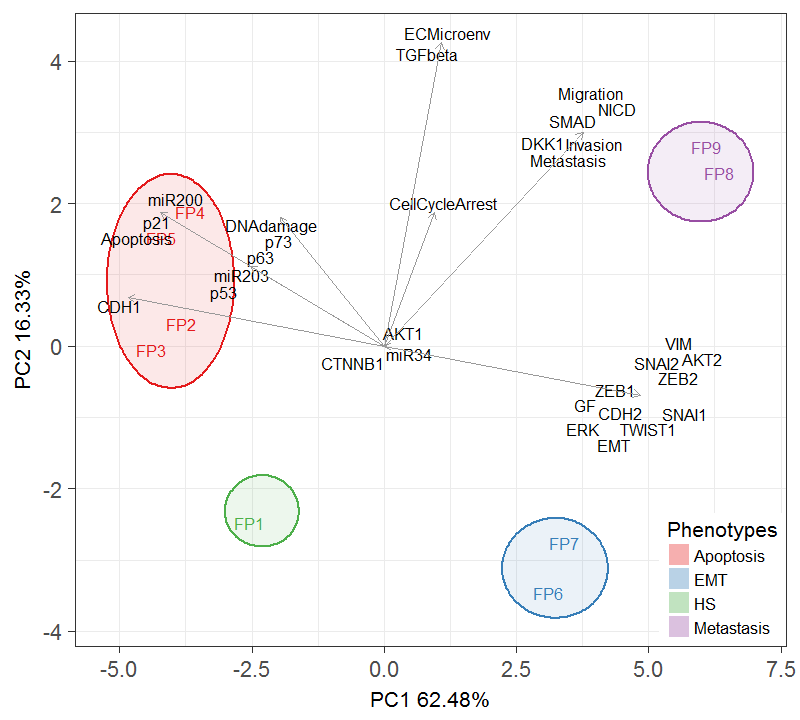 ECMicroenv
TGFbeta
Migration
NICD
SMAD
DKK1
Invasion
Metastasis
FP9
FP8
miR200
FP4
p21
Apoptosis
FP5
DNAdamage
p73
p63
miR203
p53
CellCycleArrest
CDH1
FP2
FP3
AKT1
miR34
CTNNB1
VIM
SNAI2
AKT2
ZEB2
ZEB1
GF
CDH2
SNAI1
ERK
TWIST1
EMT
FP1
FP7
FP6
Phenotypes
Apoptosis
EMT
HS
Metastasis
4
2
0
-2
-4
PC2 16.33%
-5.0 -2.5 0.0 2.5 5.0 7.5
PC1 62.48%